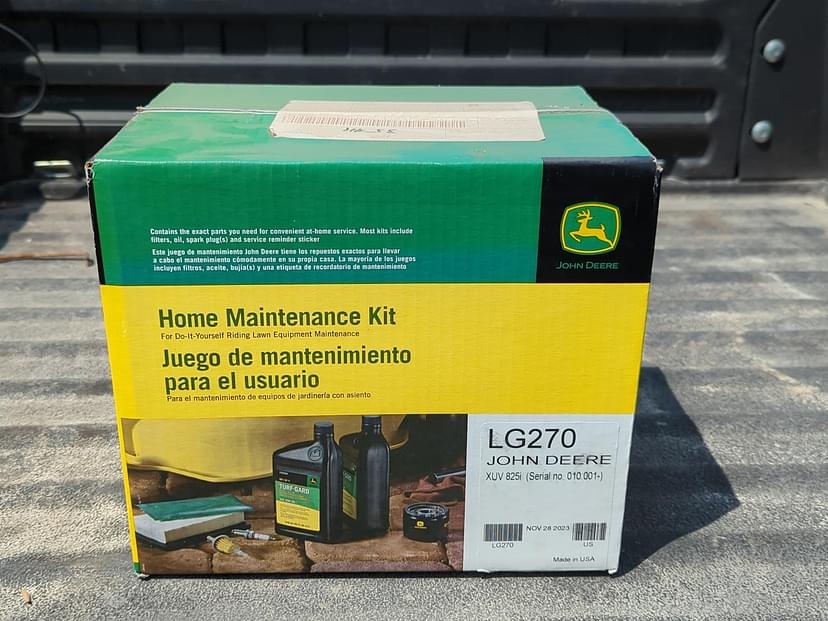 Contains the exact parts you need for convenient at-home service. Most kits include
filters, oil, spark plug(s) and service reminder sticker
Este juego de mantenimiento John Deere tiene los repuestos exactos para llevar
a cabo el mantenimiento cómodamente en su propia casa. La mayoría de los juegos
incluyen filtros, aceite, bujía(s) y una etiqueta de recordatorio de mantenimiento
JOHN DEERE
Home Maintenance Kit
For Do-It-Yourself Riding Lawn Equipment Maintenance
Juego de mantenimiento
para el usuario
Para el mantenimiento de equipos de jardinería con asiento
TURF-GARD
LG270
JOHN DEERE
XUV 825i (Serial no. 010.001-)
NOV 28 2023
LG270
US
Made in USA